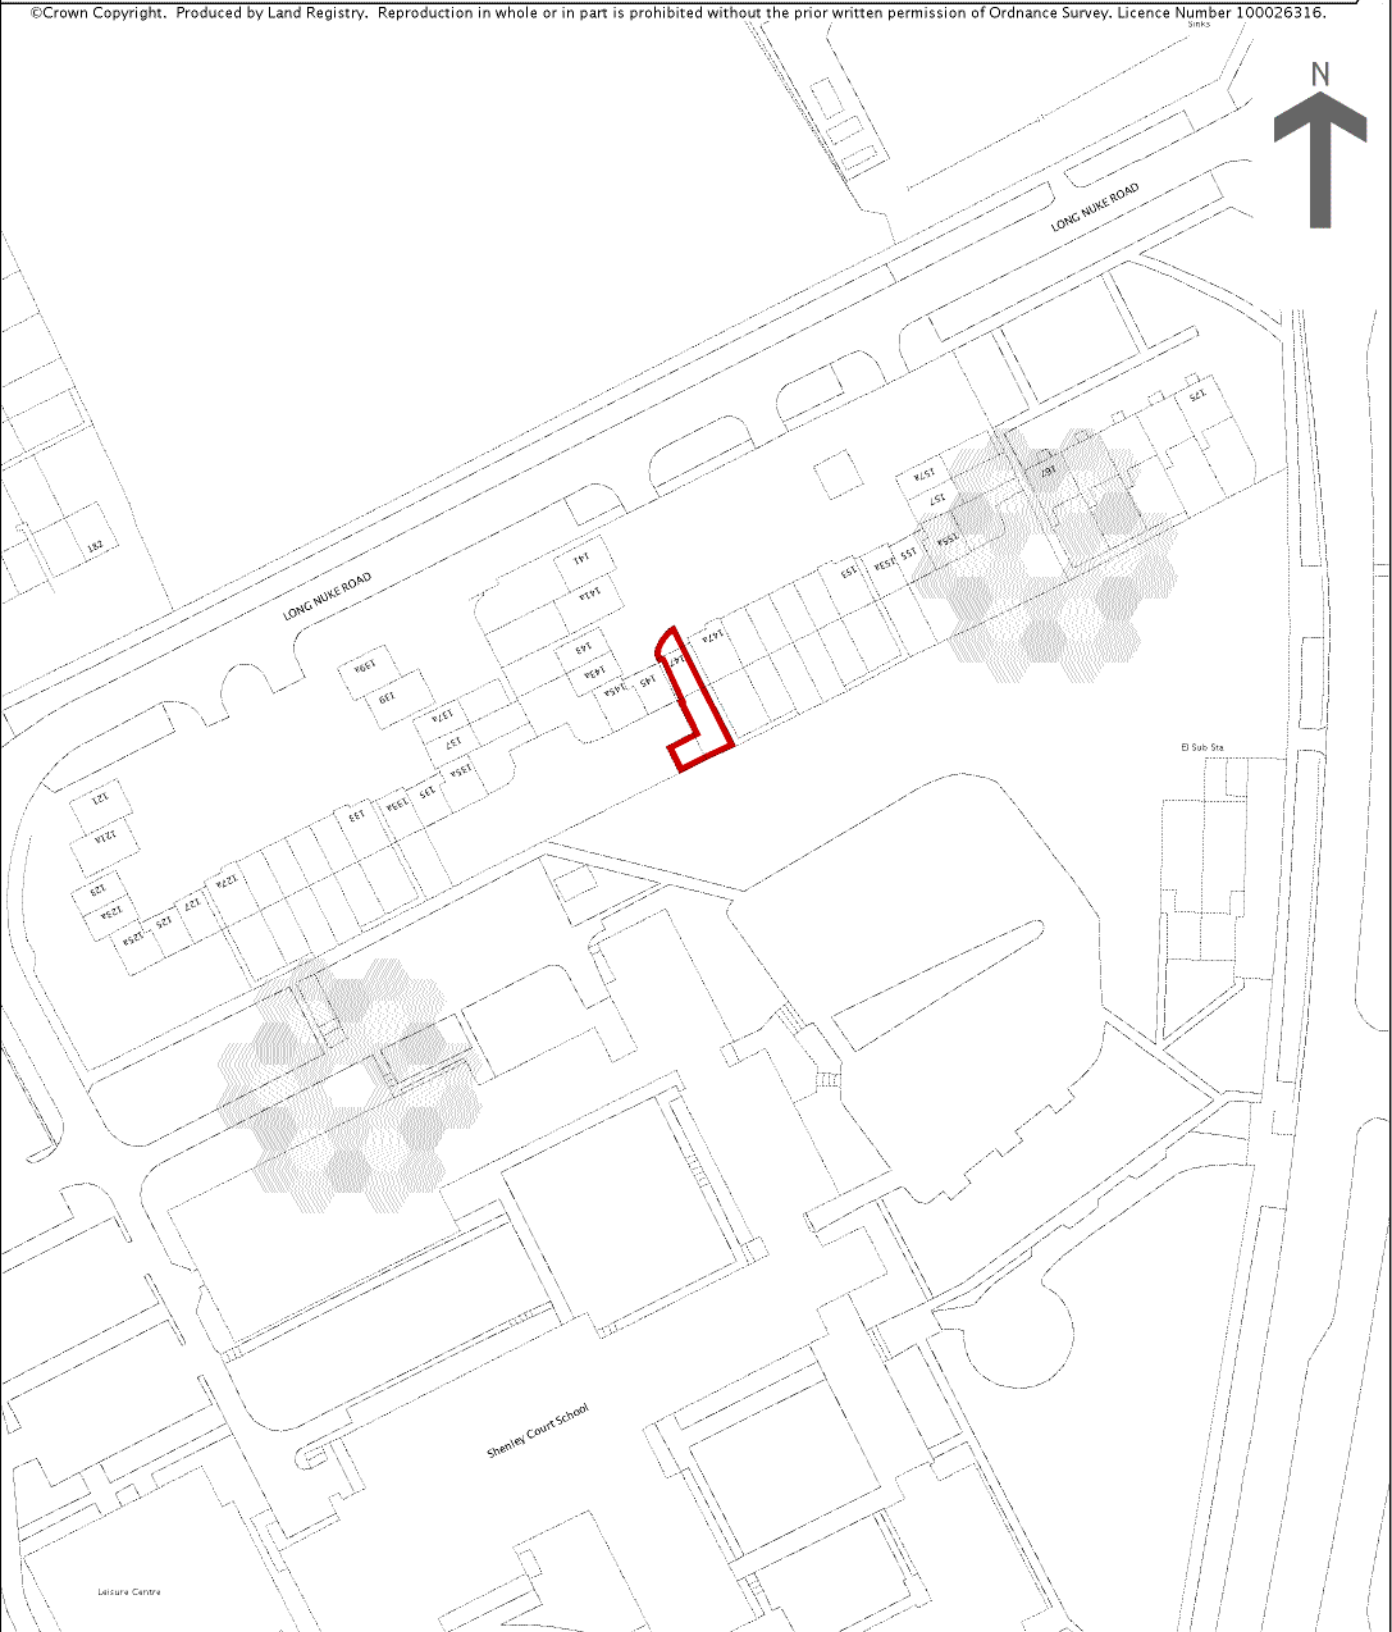 ©Crown Copyright. Produced by Land Registry. Reproduction in whole or in part is prohibited without the prior written permission of Ordnance Survey. Licence Number 100026316.
Sinks
N
LONG NUKE ROAD
175
167
157a
157
155a
155
153a
153
182
141
LONG NUKE ROAD
141a
147a
143
147
139a
143a
145
145a
139
137a
137
El Sub Sta
135a
135
133a
133
121
121a
127a
129
127
123a
125
125a
Shenley Court School
Leisure Centre